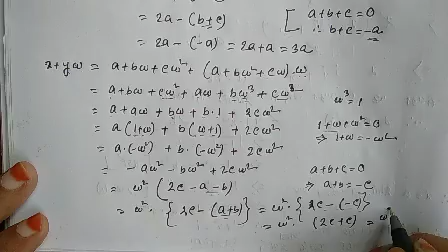 = 2a - (b+c) [ a+b+c=0
= 2a - (-a) = 2a+a = 3a ∴ b+c = -a
x+yω = a+bω+cω² + (a+bω²+cω).ω
= a+bω+cω²+aω+bω³+cω² ω³=1
= a+aω+bω+b·1+2cω² 1+ω+ω²=0
= a(1+ω)+b(ω+1)+2cω² ⇒ 1+ω=-ω²
= a·(-ω²)+b·(-ω²)+2cω²
= -aω²-bω²+2cω² a+b+c=0
= ω²(2c-a-b) ⇒ a+b=-c
= ω²·{2c-(a+b)} = ω²·{2c-(-c)}
= ω²·(2c+c) = ω²